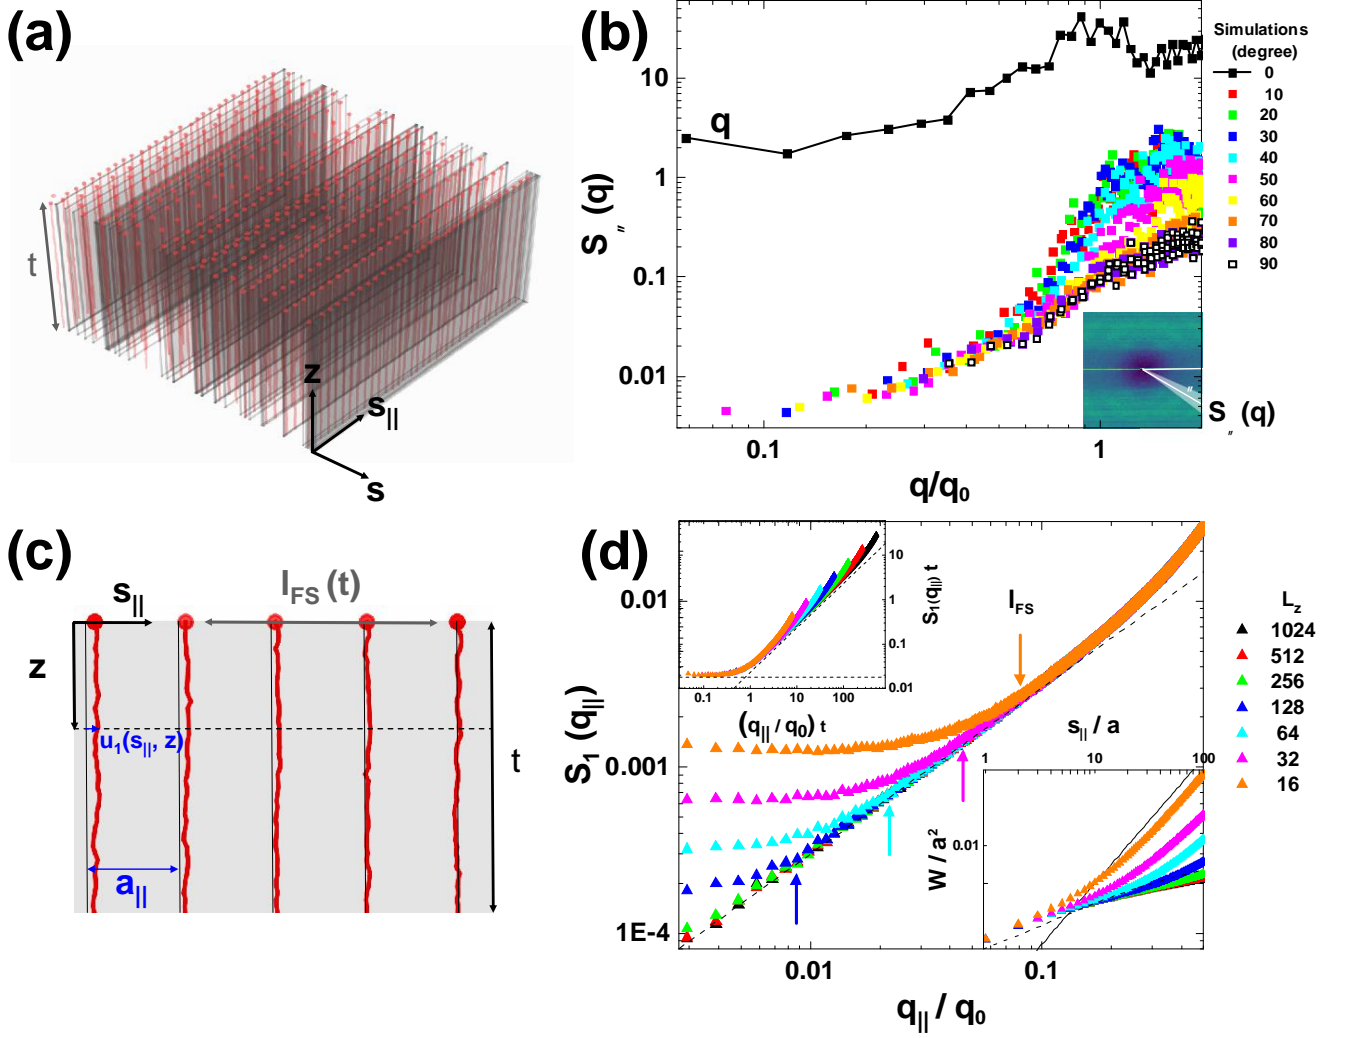 (a)
t
z
s||
s
(b)
S〃 (q)
10
1
0.1
0.01
q
0.1
1
q/q0
S〃 (q)
Simulations
(degree)
0
10
20
30
40
50
60
70
80
90
(c)
s||
lFS (t)
z
u1(s||, z)
t
a||
(d)
S1 (q||)
0.01
0.001
1E-4
0.01
0.1
q|| / q0
lFS
10
1
0.1
0.01
S1(q||) t
0.1
1
10
100
(q|| / q0) t
s|| / a
1
10
100
W / a2
0.01
Lz
1024
512
256
128
64
32
16